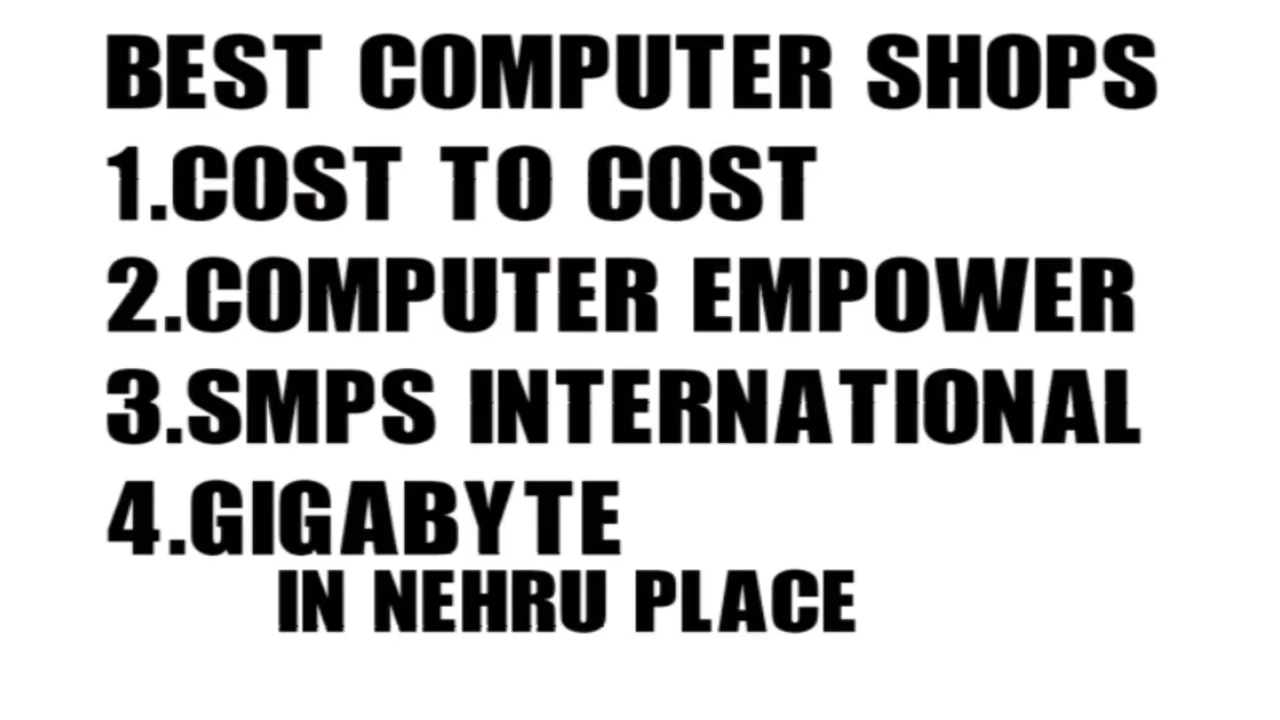 BEST COMPUTER SHOPS
1.COST TO COST
2.COMPUTER EMPOWER
3.SMPS INTERNATIONAL
4.GIGABYTE
IN NEHRU PLACE